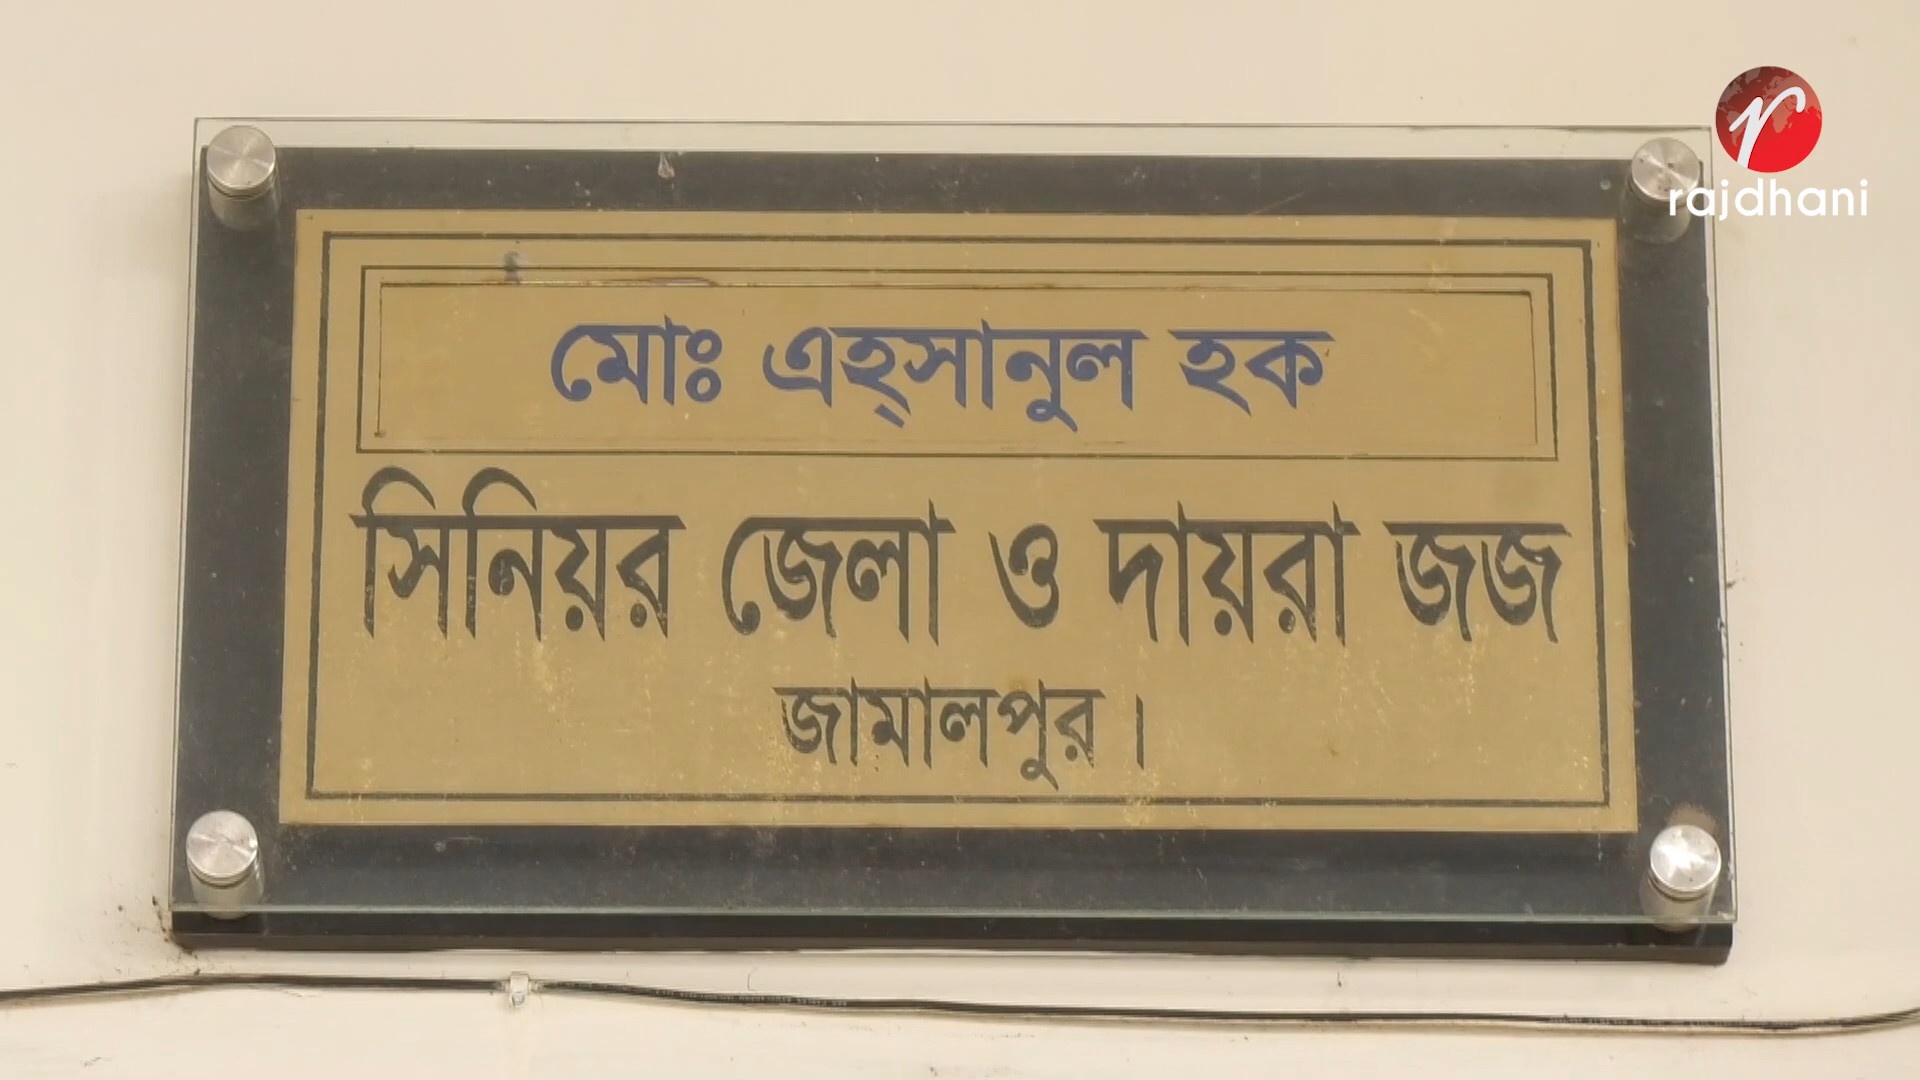 rajdhani
মোঃ এহ্সানুল হক
সিনিয়র জেলা ও দায়রা জজ
জামালপুর।